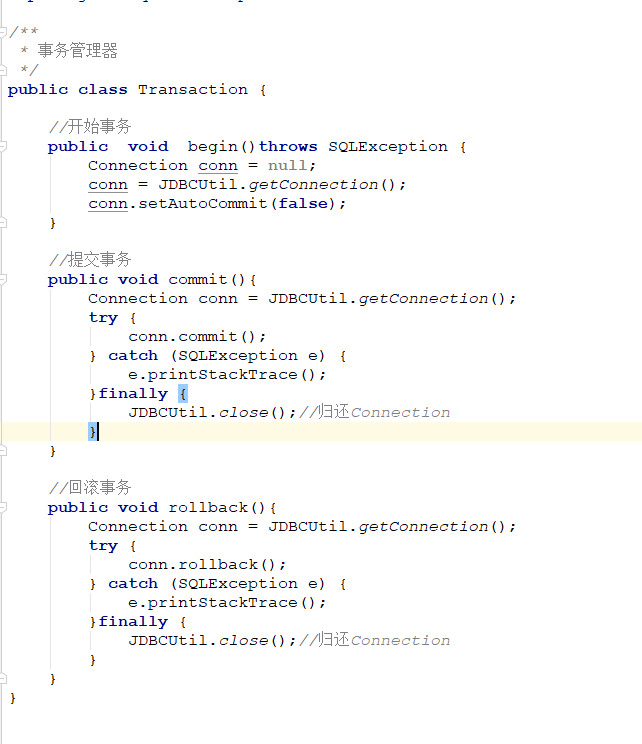 /**
 * 事务管理器
 */
public class Transaction {
    //开始事务
    public  void  begin()throws SQLException {
        Connection conn = null;
        conn = JDBCUtil.getConnection();
        conn.setAutoCommit(false);
    }
    //提交事务
    public void commit(){
        Connection conn = JDBCUtil.getConnection();
        try {
            conn.commit();
        } catch (SQLException e) {
            e.printStackTrace();
        }finally {
            JDBCUtil.close();//归还Connection
        }
    }
    //回滚事务
    public void rollback(){
        Connection conn = JDBCUtil.getConnection();
        try {
            conn.rollback();
        } catch (SQLException e) {
            e.printStackTrace();
        }finally {
            JDBCUtil.close();//归还Connection
        }
    }
}